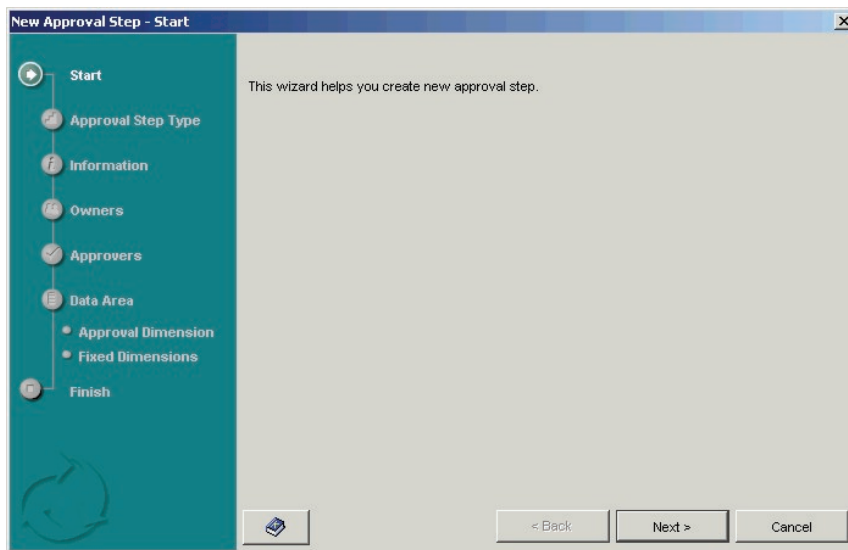 New Approval Step - Start
Start
Approval Step Type
Information
Owners
Approvers
Data Area
Approval Dimension
Fixed Dimensions
Finish
This wizard helps you create new approval step.
< Back
Next >
Cancel